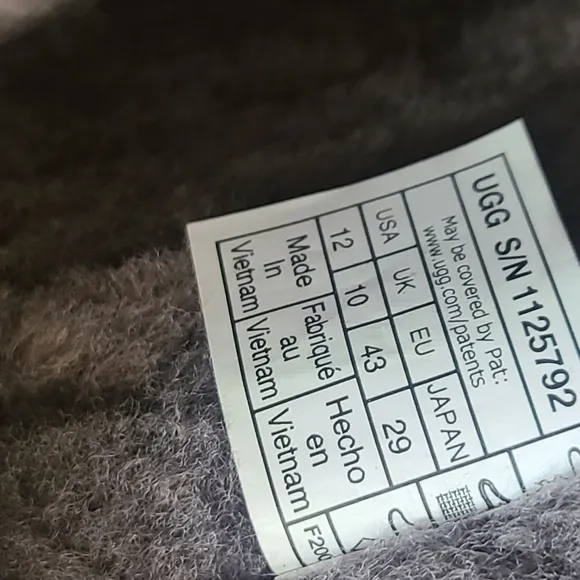 UGG S/N 1125792
May be covered by Pat:
www.ugg.com/patents
USA UK EU JAPAN
12 10 43 29
Made Fabriqué Hecho
In au en
Vietnam Vietnam Vietnam